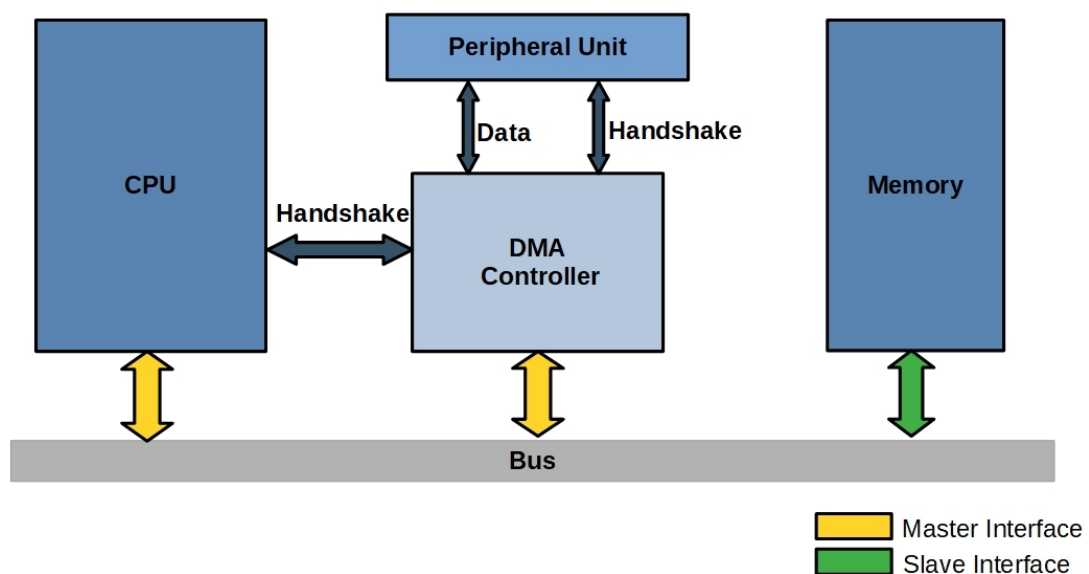 Peripheral Unit
CPU
Data
Handshake
Memory
Handshake
DMA
Controller
Bus
Master Interface
Slave Interface